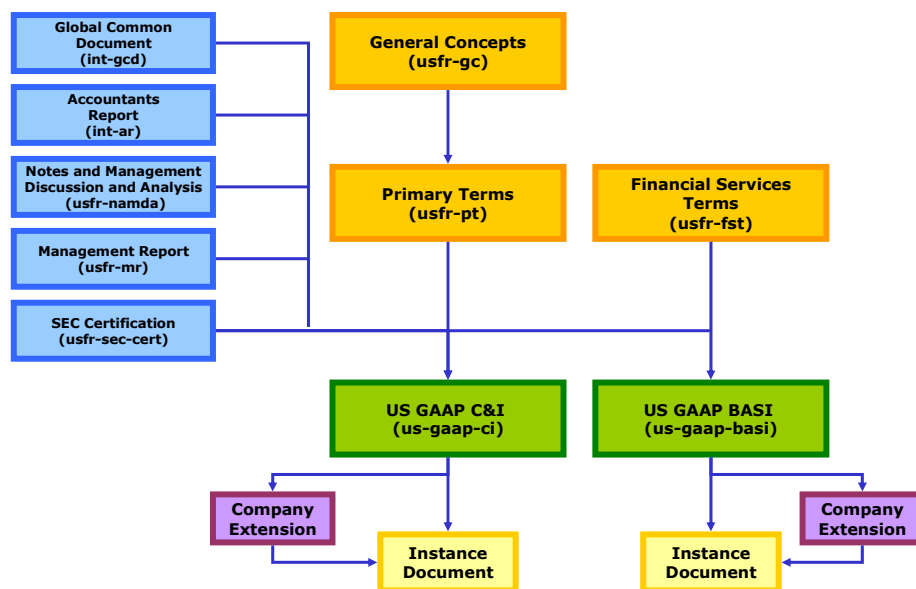 Global Common
Document
(int-gcd)
Accountants
Report
(int-ar)
Notes and Management
Discussion and Analysis
(usfr-namda)
Management Report
(usfr-mr)
SEC Certification
(usfr-sec-cert)
General Concepts
(usfr-gc)
Primary Terms
(usfr-pt)
Financial Services
Terms
(usfr-fst)
US GAAP C&I
(us-gaap-ci)
US GAAP BASI
(us-gaap-basi)
Company
Extension
Instance
Document
Instance
Document
Company
Extension